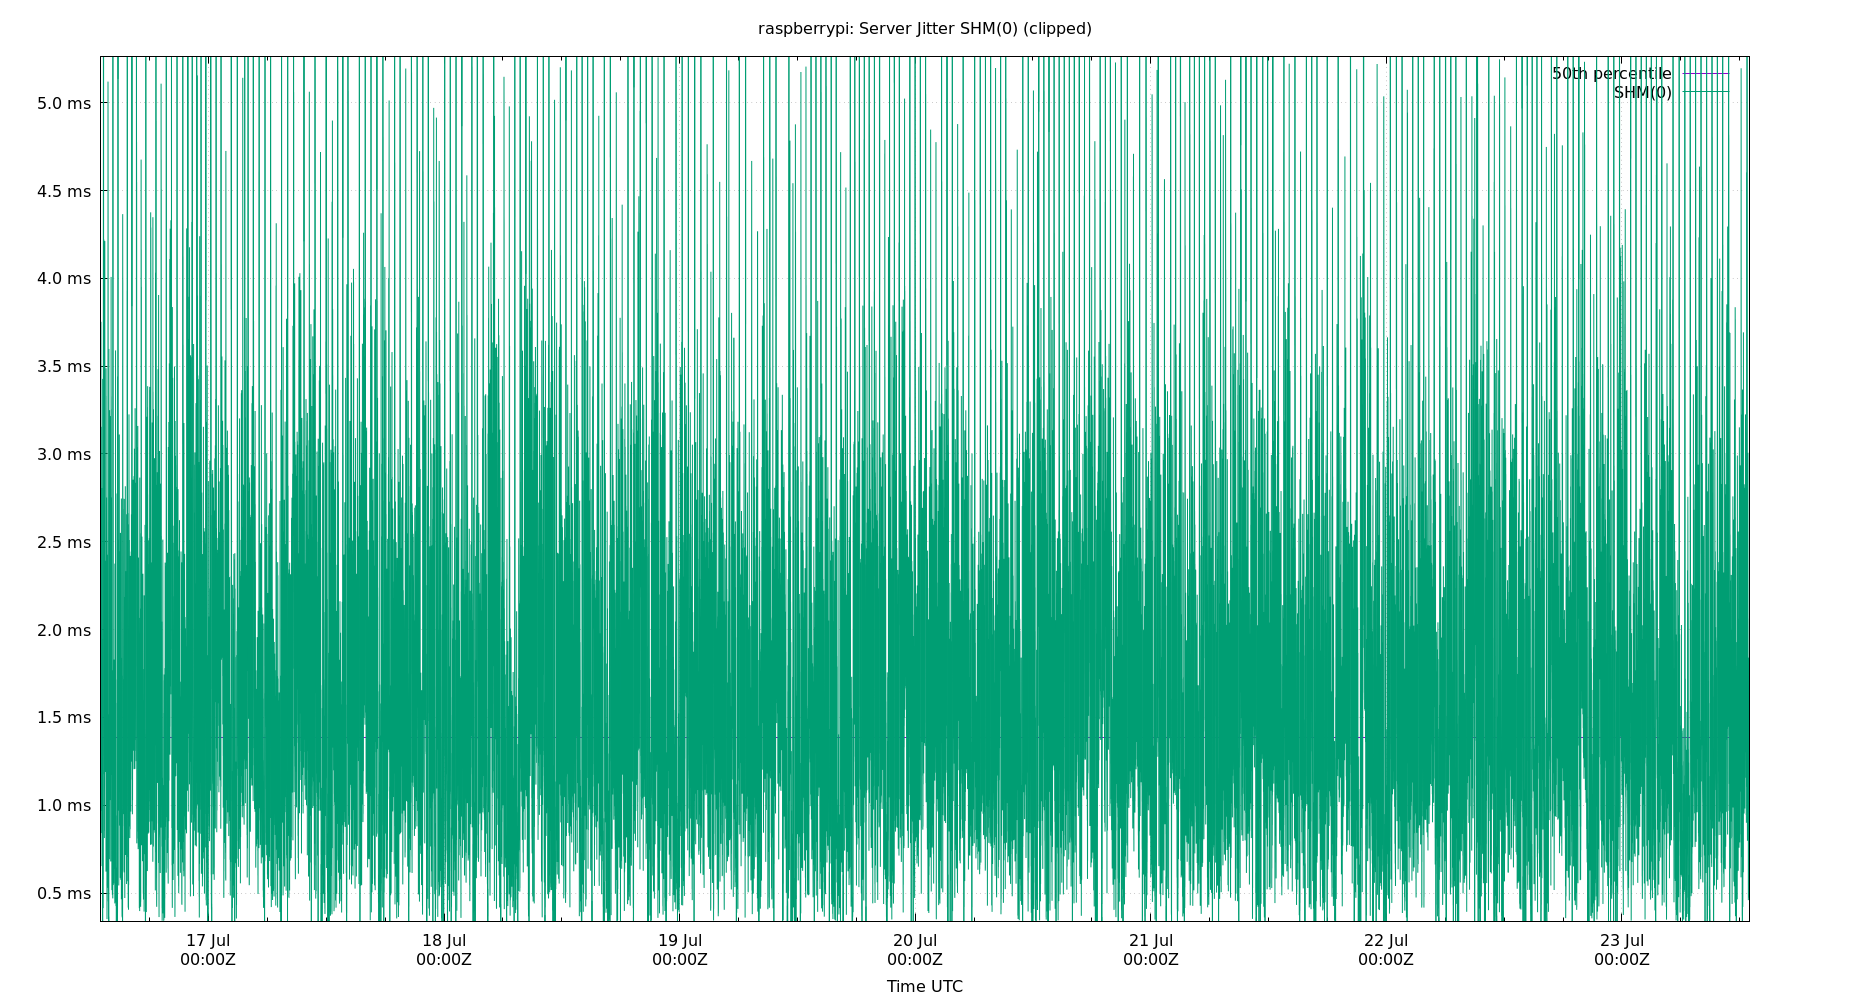 raspberrypi: Server Jitter SHM(0) (clipped)
50th percentile
SHM(0)
5.0 ms
4.5 ms
4.0 ms
3.5 ms
3.0 ms
2.5 ms
2.0 ms
1.5 ms
1.0 ms
0.5 ms
17 Jul 18 Jul 19 Jul 20 Jul 21 Jul 22 Jul 23 Jul
00:00Z 00:00Z 00:00Z 00:00Z 00:00Z 00:00Z 00:00Z
Time UTC